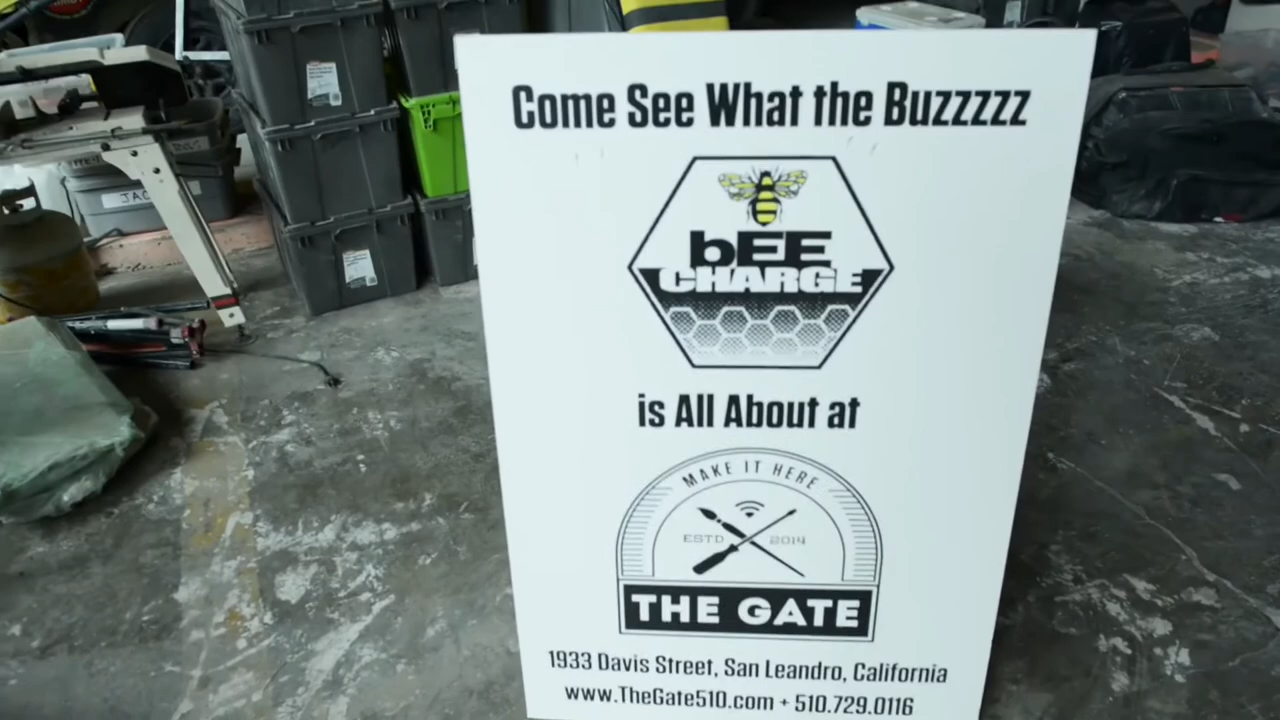 Come See What the Buzzzzz
bEE
CHARGE
is All About at
MAKE IT HERE
ESTD 2014
THE GATE
1933 Davis Street, San Leandro, California
www.TheGate510.com + 510.729.0116